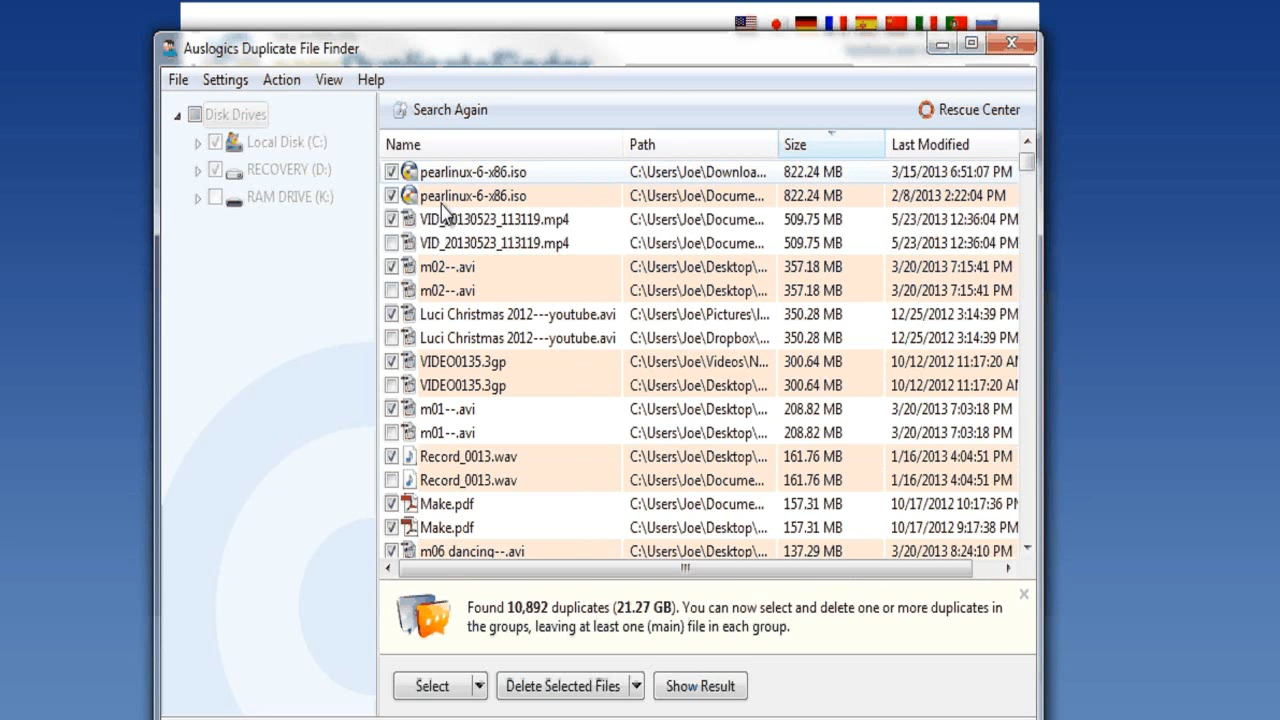 Auslogics Duplicate File Finder
File Settings Action View Help
Disk Drives
Local Disk (C:)
RECOVERY (D:)
RAM DRIVE (K:)
Search Again Rescue Center
Name Path Size Last Modified
pearlinux-6-x86.iso C:\Users\Joe\Downloa... 822.24 MB 3/15/2013 6:51:07 PM
pearlinux-6-x86.iso C:\Users\Joe\Docume... 822.24 MB 2/8/2013 2:22:04 PM
VID_20130523_113119.mp4 C:\Users\Joe\Docume... 509.75 MB 5/23/2013 12:36:04 PM
VID_20130523_113119.mp4 C:\Users\Joe\Docume... 509.75 MB 5/23/2013 12:36:04 PM
m02--.avi C:\Users\Joe\Desktop\... 357.18 MB 3/20/2013 7:15:41 PM
m02--.avi C:\Users\Joe\Desktop\... 357.18 MB 3/20/2013 7:15:41 PM
Luci Christmas 2012---youtube.avi C:\Users\Joe\Pictures\I... 350.28 MB 12/25/2012 3:14:39 PM
Luci Christmas 2012---youtube.avi C:\Users\Joe\Dropbox\... 350.28 MB 12/25/2012 3:14:39 PM
VIDEO0135.3gp C:\Users\Joe\Videos\N... 300.64 MB 10/12/2012 11:17:20 AM
VIDEO0135.3gp C:\Users\Joe\Desktop\... 300.64 MB 10/12/2012 11:17:20 AM
m01--.avi C:\Users\Joe\Desktop\... 208.82 MB 3/20/2013 7:03:18 PM
m01--.avi C:\Users\Joe\Desktop\... 208.82 MB 3/20/2013 7:03:18 PM
Record_0013.wav C:\Users\Joe\Desktop\... 161.76 MB 1/16/2013 4:04:51 PM
Record_0013.wav C:\Users\Joe\Docume... 161.76 MB 1/16/2013 4:04:51 PM
Make.pdf C:\Users\Joe\Docume... 157.31 MB 10/17/2012 10:17:36 PM
Make.pdf C:\Users\Joe\Desktop\... 157.31 MB 10/17/2012 9:17:38 PM
m06 dancing--.avi C:\Users\Joe\Desktop\... 137.29 MB 3/20/2013 8:24:10 PM
Found 10,892 duplicates (21.27 GB). You can now select and delete one or more duplicates in
the groups, leaving at least one (main) file in each group.
Select Delete Selected Files Show Result